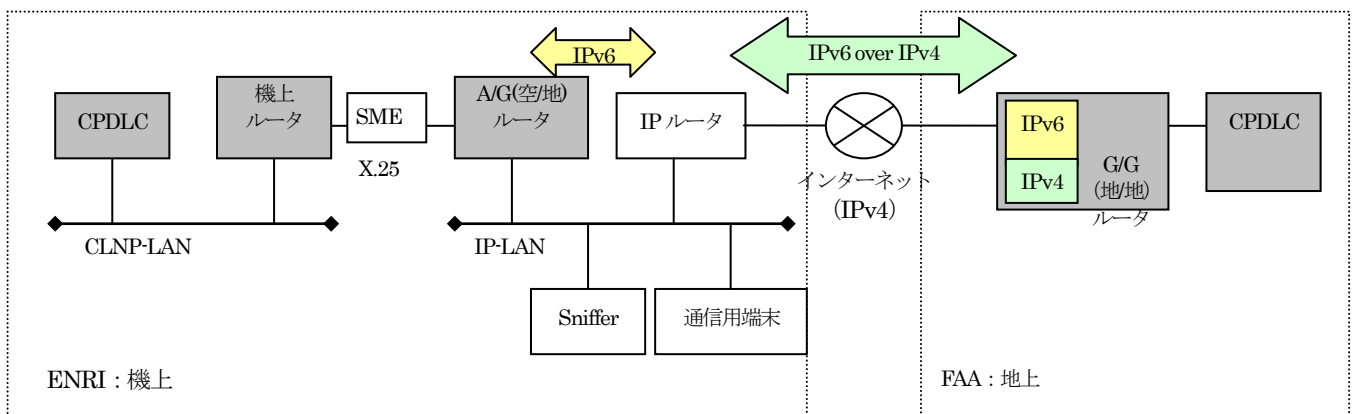 IPv6
IPv6 over IPv4
CPDLC
機上
ルータ
SME
X.25
A/G(空/地)
ルータ
IP ルータ
インターネット
(IPv4)
IPv6
IPv4
G/G
(地/地)
ルータ
CPDLC
CLNP-LAN
IP-LAN
Sniffer
通信用端末
ENRI：機上
FAA：地上